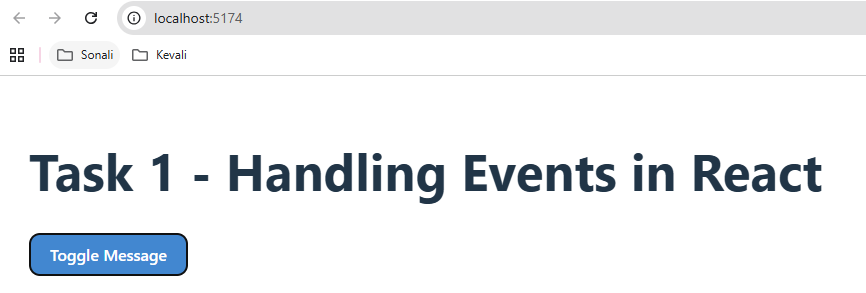 localhost:5174
Sonali Kevali
Task 1 - Handling Events in React
Toggle Message